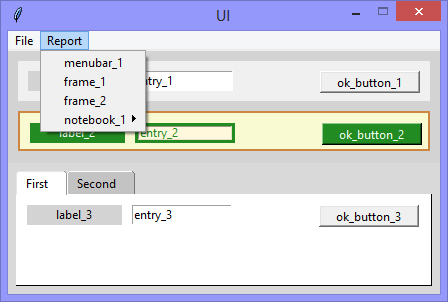 UI
File Report
menubar_1
frame_1
frame_2
notebook_1
entry_1
ok_button_1
label_2 entry_2 ok_button_2
First Second
label_3 entry_3 ok_button_3